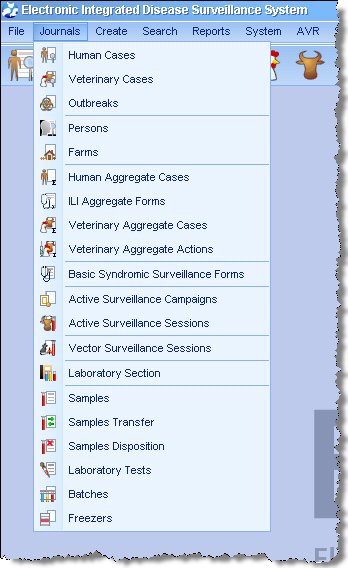 Electronic Integrated Disease Surveillance System
File Journals Create Search Reports System AVR
Human Cases
Veterinary Cases
Outbreaks
Persons
Farms
Human Aggregate Cases
ILI Aggregate Forms
Veterinary Aggregate Cases
Veterinary Aggregate Actions
Basic Syndromic Surveillance Forms
Active Surveillance Campaigns
Active Surveillance Sessions
Vector Surveillance Sessions
Laboratory Section
Samples
Samples Transfer
Samples Disposition
Laboratory Tests
Batches
Freezers